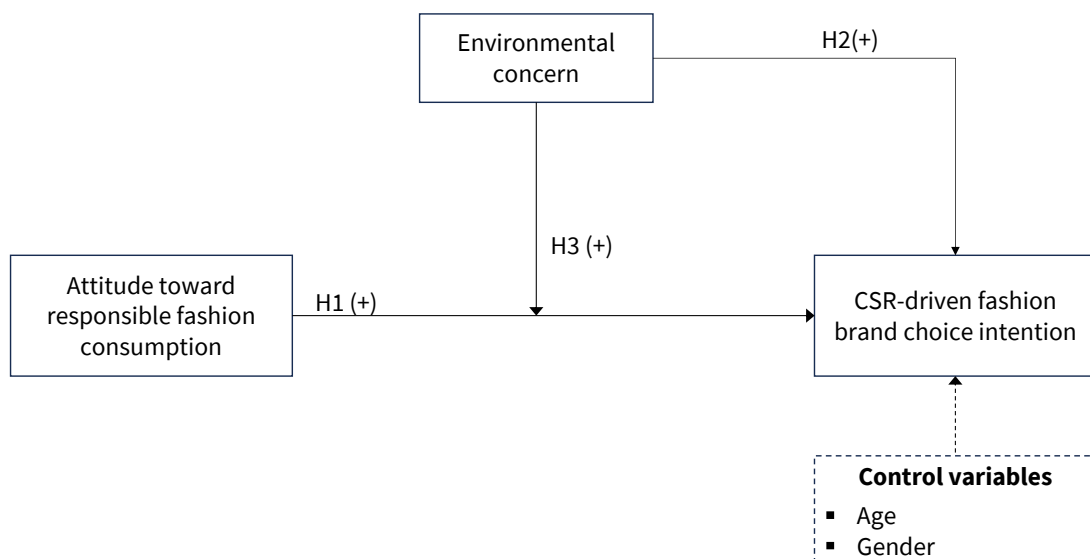 Environmental
concern
H2(+)
H3 (+)
Attitude toward
responsible fashion
consumption
H1 (+)
CSR-driven fashion
brand choice intention
Control variables
▪ Age
▪ Gender